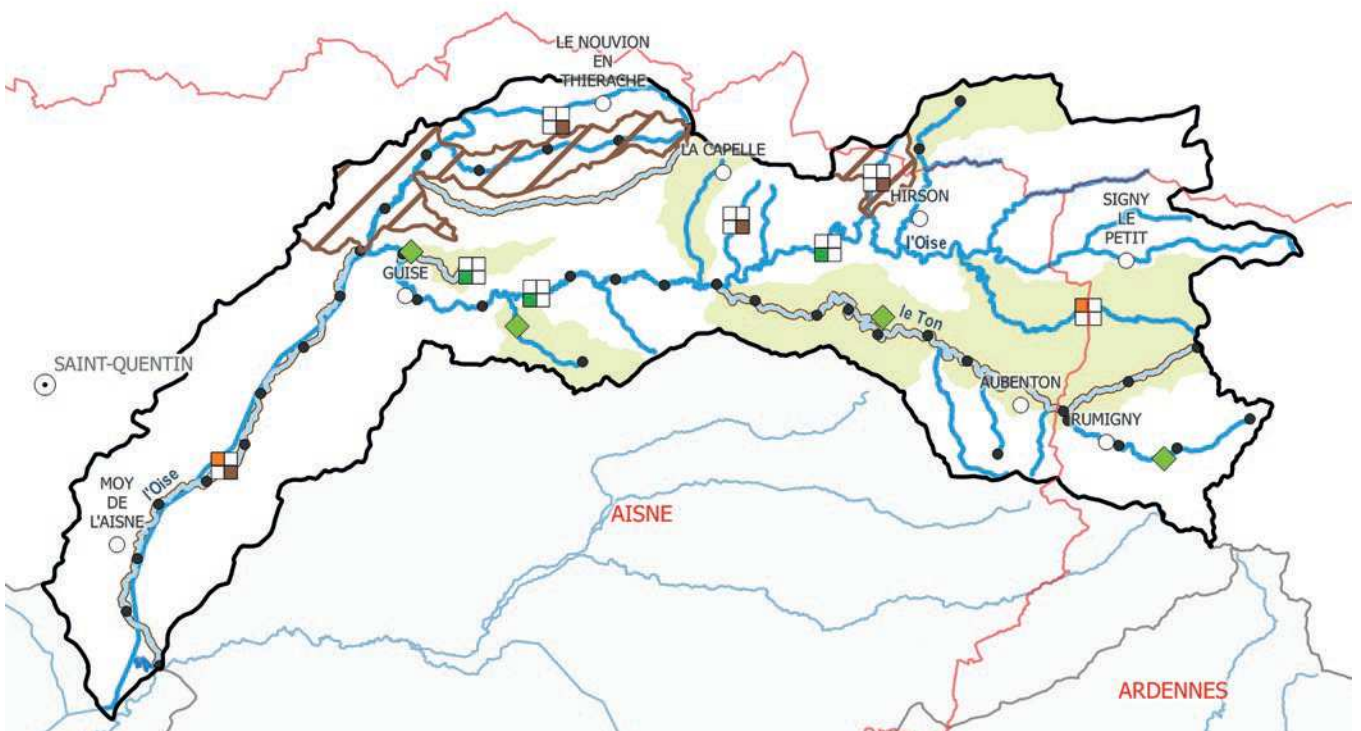 LE NOUVION
EN
THIERACHE
LA CAPELLE
HIRSON
SIGNY
LE
PETIT
l'Oise
GUISE
le Ton
SAINT-QUENTIN
AUBENTON
RUMIGNY
l'Oise
MOY
DE
L'AISNE
AISNE
ARDENNES